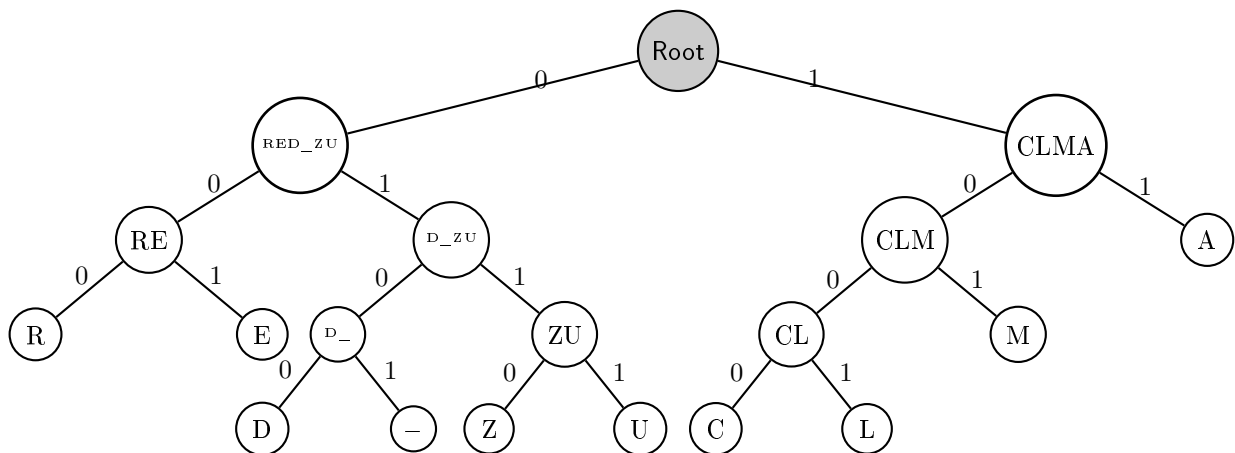 Root
0 1
RED_ZU CLMA
0 1 0 1
RE D_ZU CLM A
0 1 0 1 0 1
R E D_ ZU CL M
0 1 0 1 0 1
D – Z U C L